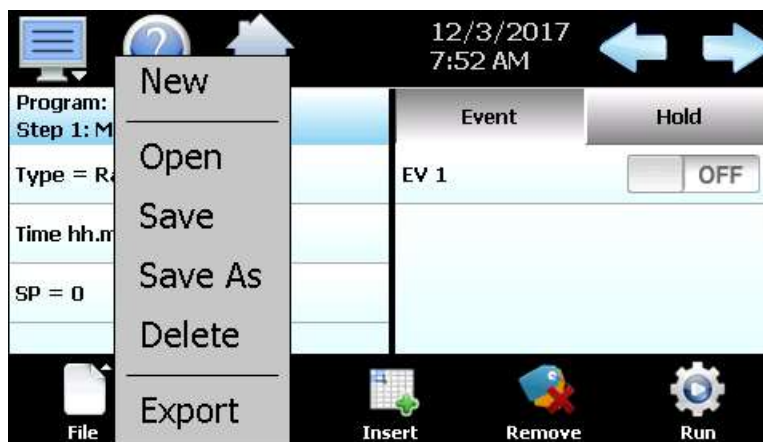 12/3/2017
7:52 AM
New
Open
Save
Save As
Delete
Export
Program:
Step 1:
Type =
Time
SP = 0
Event
Hold
EV 1
OFF
File
Insert
Remove
Run